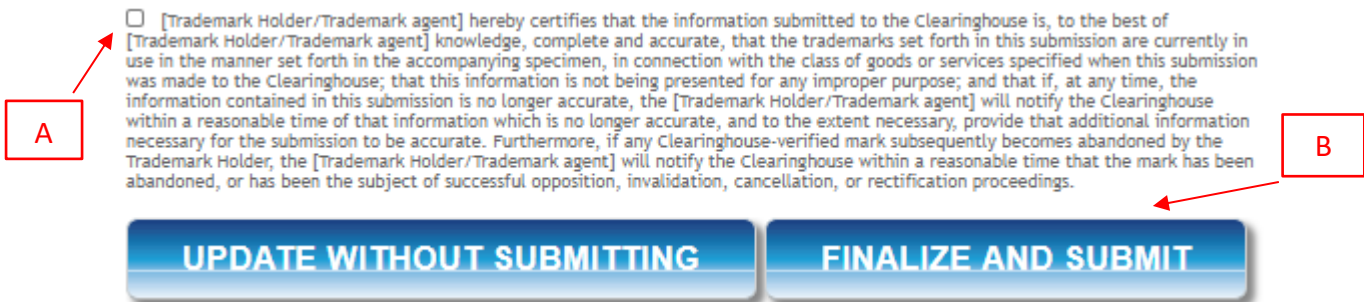 [Trademark Holder/Trademark agent] hereby certifies that the information submitted to the Clearinghouse is, to the best of
[Trademark Holder/Trademark agent] knowledge, complete and accurate, that the trademarks set forth in this submission are currently in
use in the manner set forth in the accompanying specimen, in connection with the class of goods or services specified when this submission
was made to the Clearinghouse; that this information is not being presented for any improper purpose; and that if, at any time, the
information contained in this submission is no longer accurate, the [Trademark Holder/Trademark agent] will notify the Clearinghouse
within a reasonable time of that information which is no longer accurate, and to the extent necessary, provide that additional information
necessary for the submission to be accurate. Furthermore, if any Clearinghouse-verified mark subsequently becomes abandoned by the
Trademark Holder, the [Trademark Holder/Trademark agent] will notify the Clearinghouse within a reasonable time that the mark has been
abandoned, or has been the subject of successful opposition, invalidation, cancellation, or rectification proceedings.
A
B
UPDATE WITHOUT SUBMITTING
FINALIZE AND SUBMIT